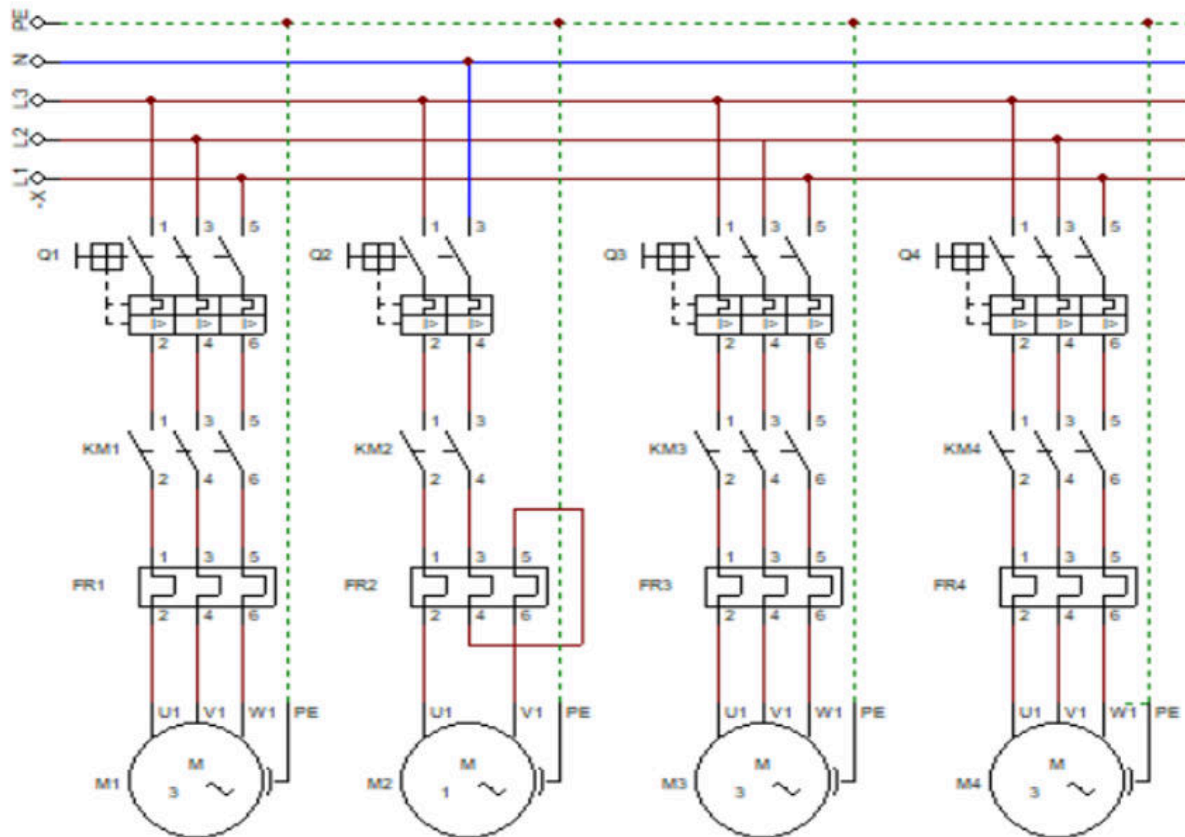 PE
N
L3
L2
L1
-X
1 3 5 1 3 1 3 5 1 3 5
Q1 Q2 Q3 Q4
I> I> I> I> I> I> I> I> I> I> I>
2 4 6 2 4 2 4 6 2 4 6
1 3 5 1 3 1 3 5 1 3 5
KM1 KM2 KM3 KM4
2 4 6 2 4 2 4 6 2 4 6
1 3 5 1 3 5 1 3 5 1 3 5
FR1 FR2 FR3 FR4
2 4 6 2 4 6 2 4 6 2 4 6
U1 V1 W1 PE U1 V1 PE U1 V1 W1 PE U1 V1 W1 PE
M M M M
M1 M2 M3 M4
3 1 3 3